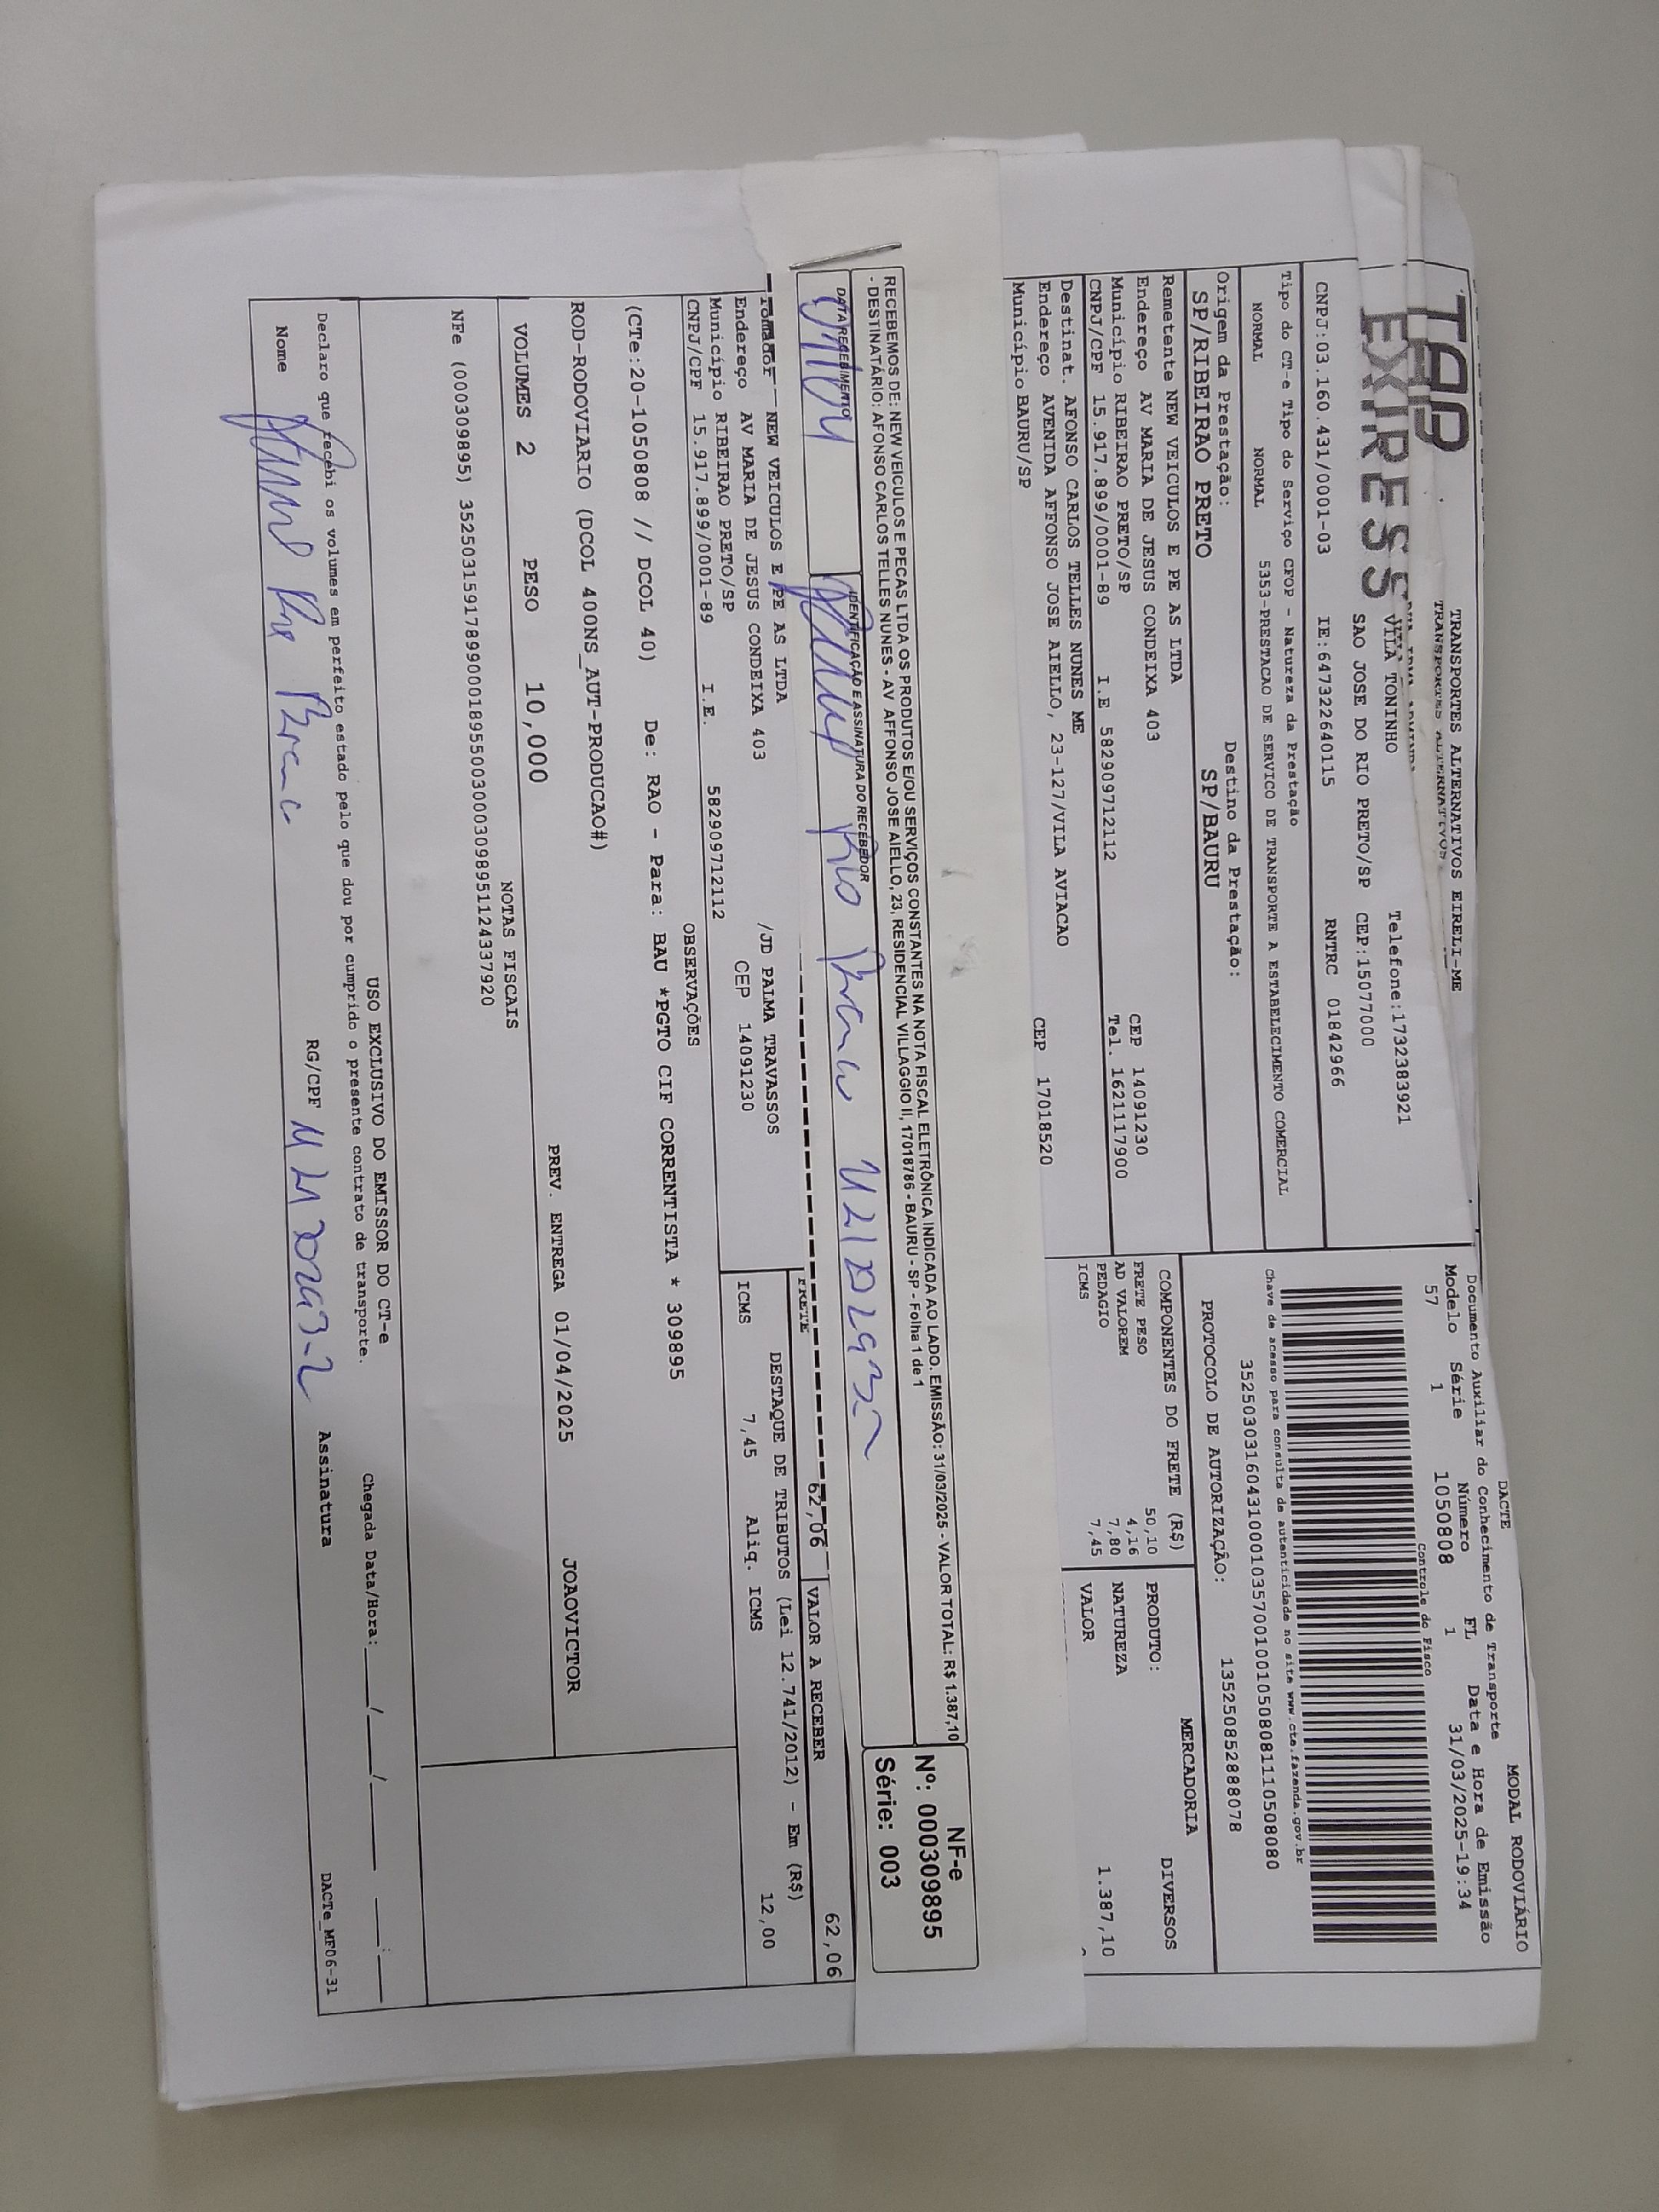 MODAL RODOVIÁRIO
DACTE
Documento Auxiliar do Conhecimento de Transporte
Modelo Série Número FL Data e Hora de Emissão
57 1 1050808 1 31/03/2025-19:34
Controle do Fisco
TAP
EXPRESS
TRANSPORTES ALTERNATIVOS EIRELI-ME
TRANSPORTES
VILA TONINHO Telefone:1732383921
SAO JOSE DO RIO PRETO/SP CEP:15077000
CNPJ:03.160.431/0001-03 IE:647322640115 RNTRC 01842966
Chave de acesso para consulta de autenticidade no site www.cte.fazenda.gov.br
35250303160431000103570010010508081110508080
PROTOCOLO DE AUTORIZAÇÃO: 135250852888078
Tipo do CT-e Tipo do Serviço CFOP - Natureza da Prestação
NORMAL NORMAL 5353-PRESTACAO DE SERVICO DE TRANSPORTE A ESTABELECIMENTO COMERCIAL
Origem da Prestação: Destino da Prestação:
SP/RIBEIRAO PRETO SP/BAURU
Remetente NEW VEICULOS E PE AS LTDA
Endereço AV MARIA DE JESUS CONDEIXA 403 CEP 14091230
Município RIBEIRAO PRETO/SP Tel. 1621117900
CNPJ/CPF 15.917.899/0001-89 I.E 582909712112
Destinat. AFONSO CARLOS TELLES NUNES ME
Endereço AVENIDA AFFONSO JOSE AIELLO, 23-127/VILA AVIACAO
Município BAURU/SP CEP 17018520
COMPONENTES DO FRETE (R$)
FRETE PESO 50,10
AD VALOREM 4,16
PEDAGIO 7,80
ICMS 7,45
MERCADORIA
PRODUTO: DIVERSOS
NATUREZA
VALOR 1.387,10
RECEBEMOS DE: NEW VEICULOS E PECAS LTDA OS PRODUTOS E/OU SERVIÇOS CONSTANTES NA NOTA FISCAL ELETRÔNICA INDICADA AO LADO. EMISSÃO: 31/03/2025 - VALOR TOTAL: R$ 1.387,10
- DESTINATÁRIO: AFONSO CARLOS TELLES NUNES - AV AFFONSO JOSE AIELLO, 23, RESIDENCIAL VILLAGGIO II, 17018786 - BAURU - SP - Folha 1 de 1
NF-e
Nº: 000309895
Série: 003
DATA RECEBIMENTO IDENTIFICAÇÃO E ASSINATURA DO RECEBEDOR
FRETE 62,06 VALOR A RECEBER 62,06
Tomador NEW VEICULOS E PE AS LTDA
Endereço AV MARIA DE JESUS CONDEIXA 403 /JD PALMA TRAVASSOS
Município RIBEIRAO PRETO/SP CEP 14091230
CNPJ/CPF 15.917.899/0001-89 I.E. 582909712112
DESTAQUE DE TRIBUTOS (Lei 12.741/2012) - Em (R$)
ICMS 7,45 Aliq. ICMS 12,00
OBSERVAÇÕES
(CTe:20-1050808 // DCOL 40) De: RAO - Para: BAU *PGTO CIF CORRENTISTA * 309895
ROD-RODOVIARIO (DCOL 400NS_AUT-PRODUCAO#)
JOAOVICTOR
VOLUMES 2 PESO 10,000 PREV. ENTREGA 01/04/2025
NOTAS FISCAIS
NFe (000309895) 35250315917899000189550030003098951124337920
USO EXCLUSIVO DO EMISSOR DO CT-e
Declaro que recebi os volumes em perfeito estado pelo que dou por cumprido o presente contrato de transporte. Chegada Data/Hora:___/___/_____ ___:___
Nome RG/CPF Assinatura
DACTe_MF06-31